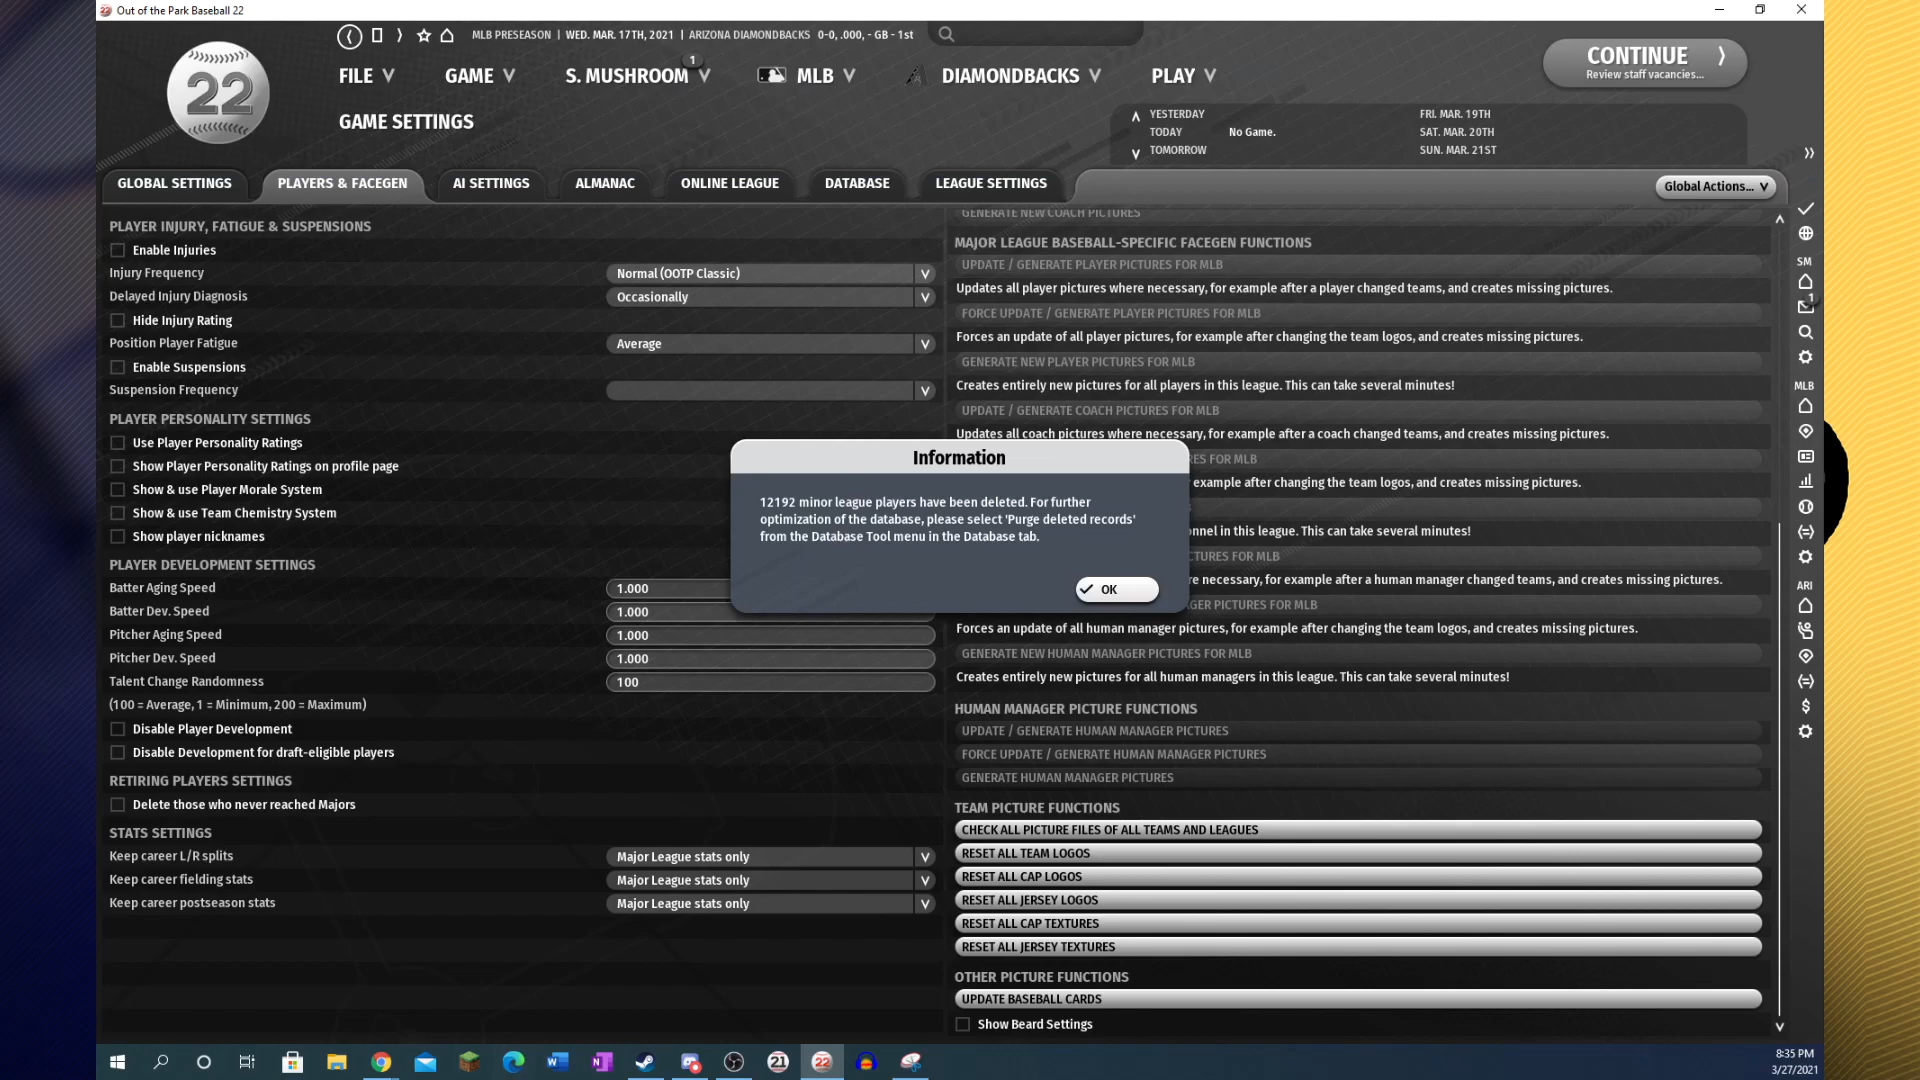 Out of the Park Baseball 22
MLB PRESEASON | WED. MAR. 17TH, 2021 | ARIZONA DIAMONDBACKS 0-0, .000, - GB - 1st
22
FILE GAME S. MUSHROOM 1 MLB DIAMONDBACKS PLAY
CONTINUE
Review staff vacancies...
GAME SETTINGS
YESTERDAY
TODAY No Game.
TOMORROW
FRI. MAR. 19TH
SAT. MAR. 20TH
SUN. MAR. 21ST
GLOBAL SETTINGS PLAYERS & FACEGEN AI SETTINGS ALMANAC ONLINE LEAGUE DATABASE LEAGUE SETTINGS
Global Actions...
PLAYER INJURY, FATIGUE & SUSPENSIONS
Enable Injuries
Injury Frequency Normal (OOTP Classic)
Delayed Injury Diagnosis Occasionally
Hide Injury Rating
Position Player Fatigue Average
Enable Suspensions
Suspension Frequency
PLAYER PERSONALITY SETTINGS
Use Player Personality Ratings
Show Player Personality Ratings on profile page
Show & use Player Morale System
Show & use Team Chemistry System
Show player nicknames
PLAYER DEVELOPMENT SETTINGS
Batter Aging Speed 1.000
Batter Dev. Speed 1.000
Pitcher Aging Speed 1.000
Pitcher Dev. Speed 1.000
Talent Change Randomness 100
(100 = Average, 1 = Minimum, 200 = Maximum)
Disable Player Development
Disable Development for draft-eligible players
RETIRING PLAYERS SETTINGS
Delete those who never reached Majors
STATS SETTINGS
Keep career L/R splits Major League stats only
Keep career fielding stats Major League stats only
Keep career postseason stats Major League stats only
GENERATE NEW COACH PICTURES
MAJOR LEAGUE BASEBALL-SPECIFIC FACEGEN FUNCTIONS
UPDATE / GENERATE PLAYER PICTURES FOR MLB
Updates all player pictures where necessary, for example after a player changed teams, and creates missing pictures.
FORCE UPDATE / GENERATE PLAYER PICTURES FOR MLB
Forces an update of all player pictures, for example after changing the team logos, and creates missing pictures.
GENERATE NEW PLAYER PICTURES FOR MLB
Creates entirely new pictures for all players in this league. This can take several minutes!
UPDATE / GENERATE COACH PICTURES FOR MLB
Updates all coach pictures where necessary, for example after a coach changed teams, and creates missing pictures.
ES FOR MLB
example after changing the team logos, and creates missing pictures.
nnel in this league. This can take several minutes!
CTURES FOR MLB
re necessary, for example after a human manager changed teams, and creates missing pictures.
GER PICTURES FOR MLB
Forces an update of all human manager pictures, for example after changing the team logos, and creates missing pictures.
GENERATE NEW HUMAN MANAGER PICTURES FOR MLB
Creates entirely new pictures for all human managers in this league. This can take several minutes!
HUMAN MANAGER PICTURE FUNCTIONS
UPDATE / GENERATE HUMAN MANAGER PICTURES
FORCE UPDATE / GENERATE HUMAN MANAGER PICTURES
GENERATE HUMAN MANAGER PICTURES
TEAM PICTURE FUNCTIONS
CHECK ALL PICTURE FILES OF ALL TEAMS AND LEAGUES
RESET ALL TEAM LOGOS
RESET ALL CAP LOGOS
RESET ALL JERSEY LOGOS
RESET ALL CAP TEXTURES
RESET ALL JERSEY TEXTURES
OTHER PICTURE FUNCTIONS
UPDATE BASEBALL CARDS
Show Beard Settings
Information
12192 minor league players have been deleted. For further
optimization of the database, please select 'Purge deleted records'
from the Database Tool menu in the Database tab.
OK
SM
1
MLB
ARI
21 22
8:35 PM
3/27/2021